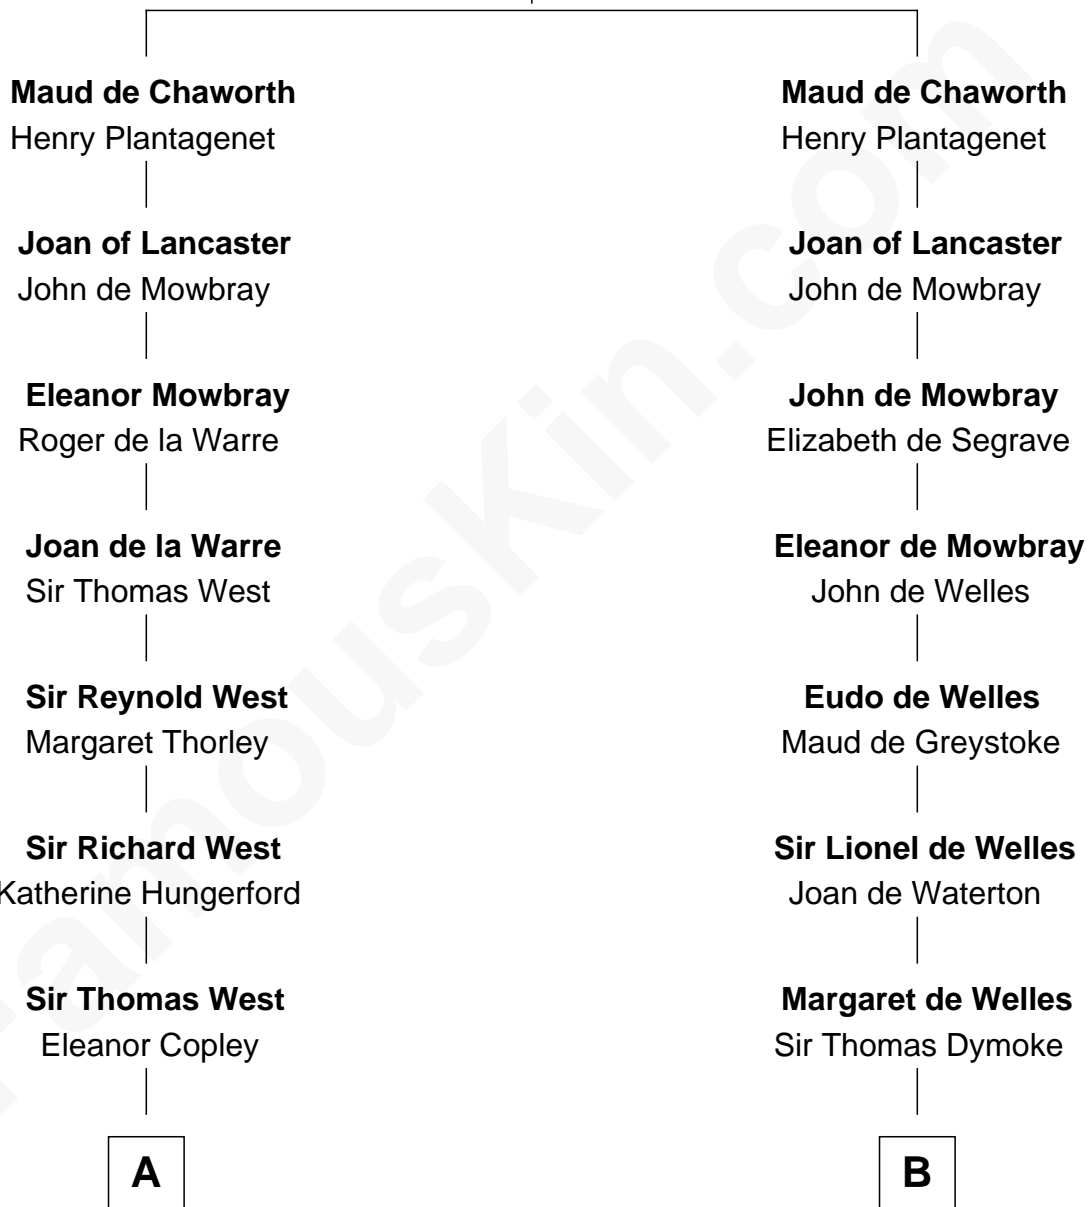 Maud de Chaworth
Henry Plantagenet
Joan of Lancaster
John de Mowbray
Eleanor Mowbray
Roger de la Warre
Joan de la Warre
Sir Thomas West
Sir Reynold West
Margaret Thorley
Sir Richard West
Katherine Hungerford
Sir Thomas West
Eleanor Copley
A
Maud de Chaworth
Henry Plantagenet
Joan of Lancaster
John de Mowbray
John de Mowbray
Elizabeth de Segrave
Eleanor de Mowbray
John de Welles
Eudo de Welles
Maud de Greystoke
Sir Lionel de Welles
Joan de Waterton
Margaret de Welles
Sir Thomas Dymoke
B
FamousKin.com